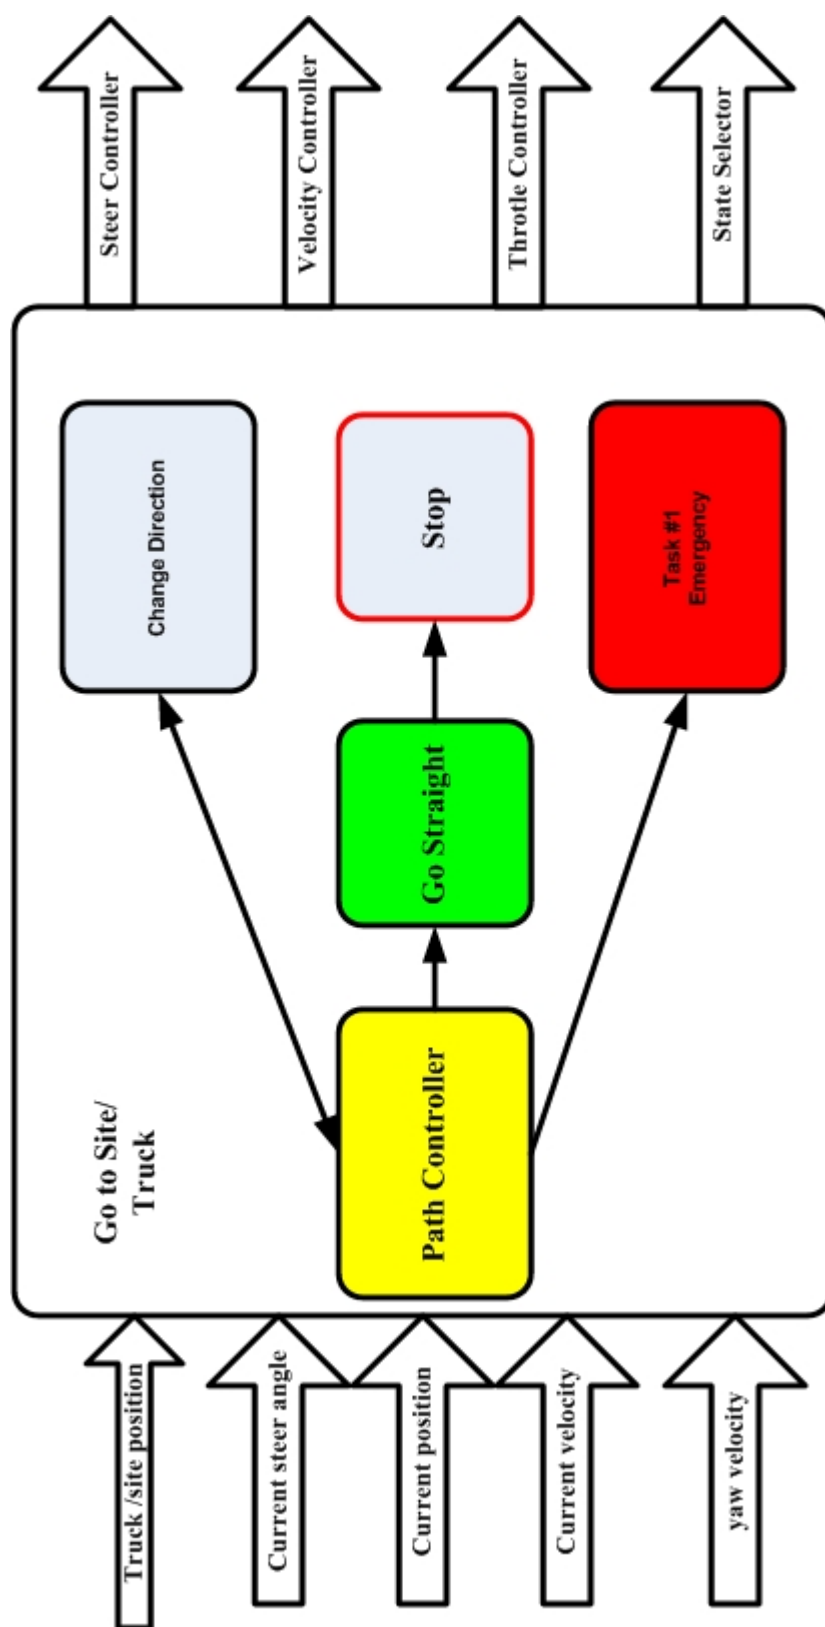 Steer Controller
Velocity Controller
Throtle Controller
State Selector
Change Direction
Stop
Task #1
Emergency
Go Straight
Go to Site/
Truck
Path Controller
Truck /site position
Current steer angle
Current position
Current velocity
yaw velocity